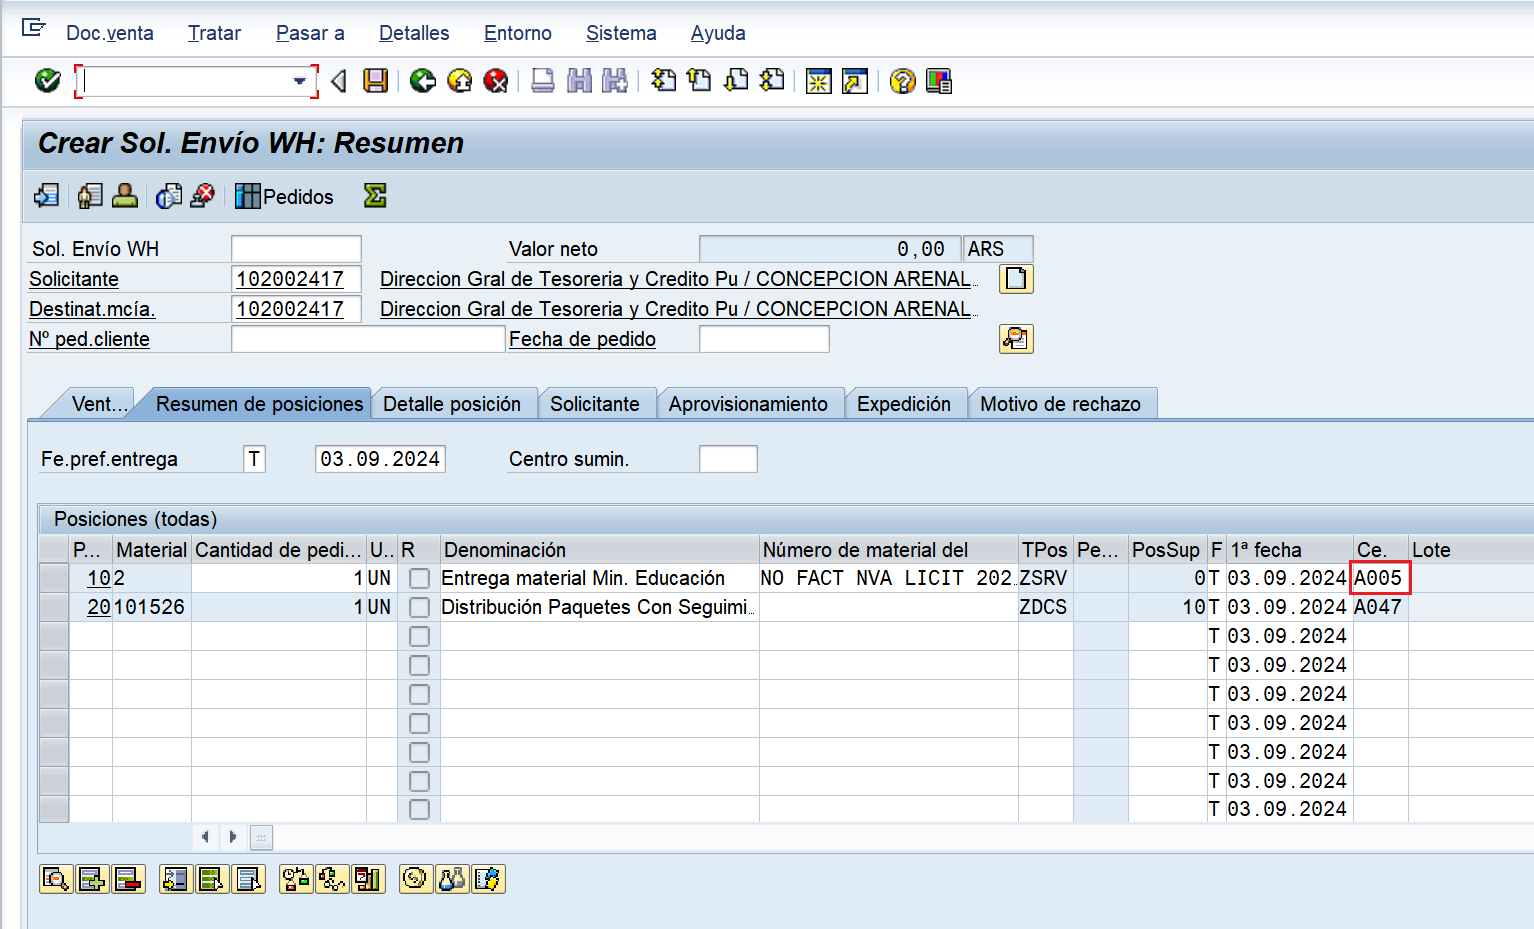 Doc.venta Tratar Pasar a Detalles Entorno Sistema Ayuda
Crear Sol. Envío WH: Resumen
Pedidos
Sol. Envío WH Valor neto 0,00 ARS
Solicitante 102002417 Direccion Gral de Tesoreria y Credito Pu / CONCEPCION ARENAL...
Destinat.mcía. 102002417 Direccion Gral de Tesoreria y Credito Pu / CONCEPCION ARENAL...
Nº ped.cliente Fecha de pedido
Vent... Resumen de posiciones Detalle posición Solicitante Aprovisionamiento Expedición Motivo de rechazo
Fe.pref.entrega T 03.09.2024 Centro sumin.
Posiciones (todas)
P... Material Cantidad de pedi... U.. R Denominación Número de material del TPos Pe... PosSup F 1ª fecha Ce. Lote
10 2 1 UN Entrega material Min. Educación NO FACT NVA LICIT 202... ZSRV 0 T 03.09.2024 A005
20 101526 1 UN Distribución Paquetes Con Seguimi... ZDCS 10 T 03.09.2024 A047
T 03.09.2024
T 03.09.2024
T 03.09.2024
T 03.09.2024
T 03.09.2024
T 03.09.2024
T 03.09.2024